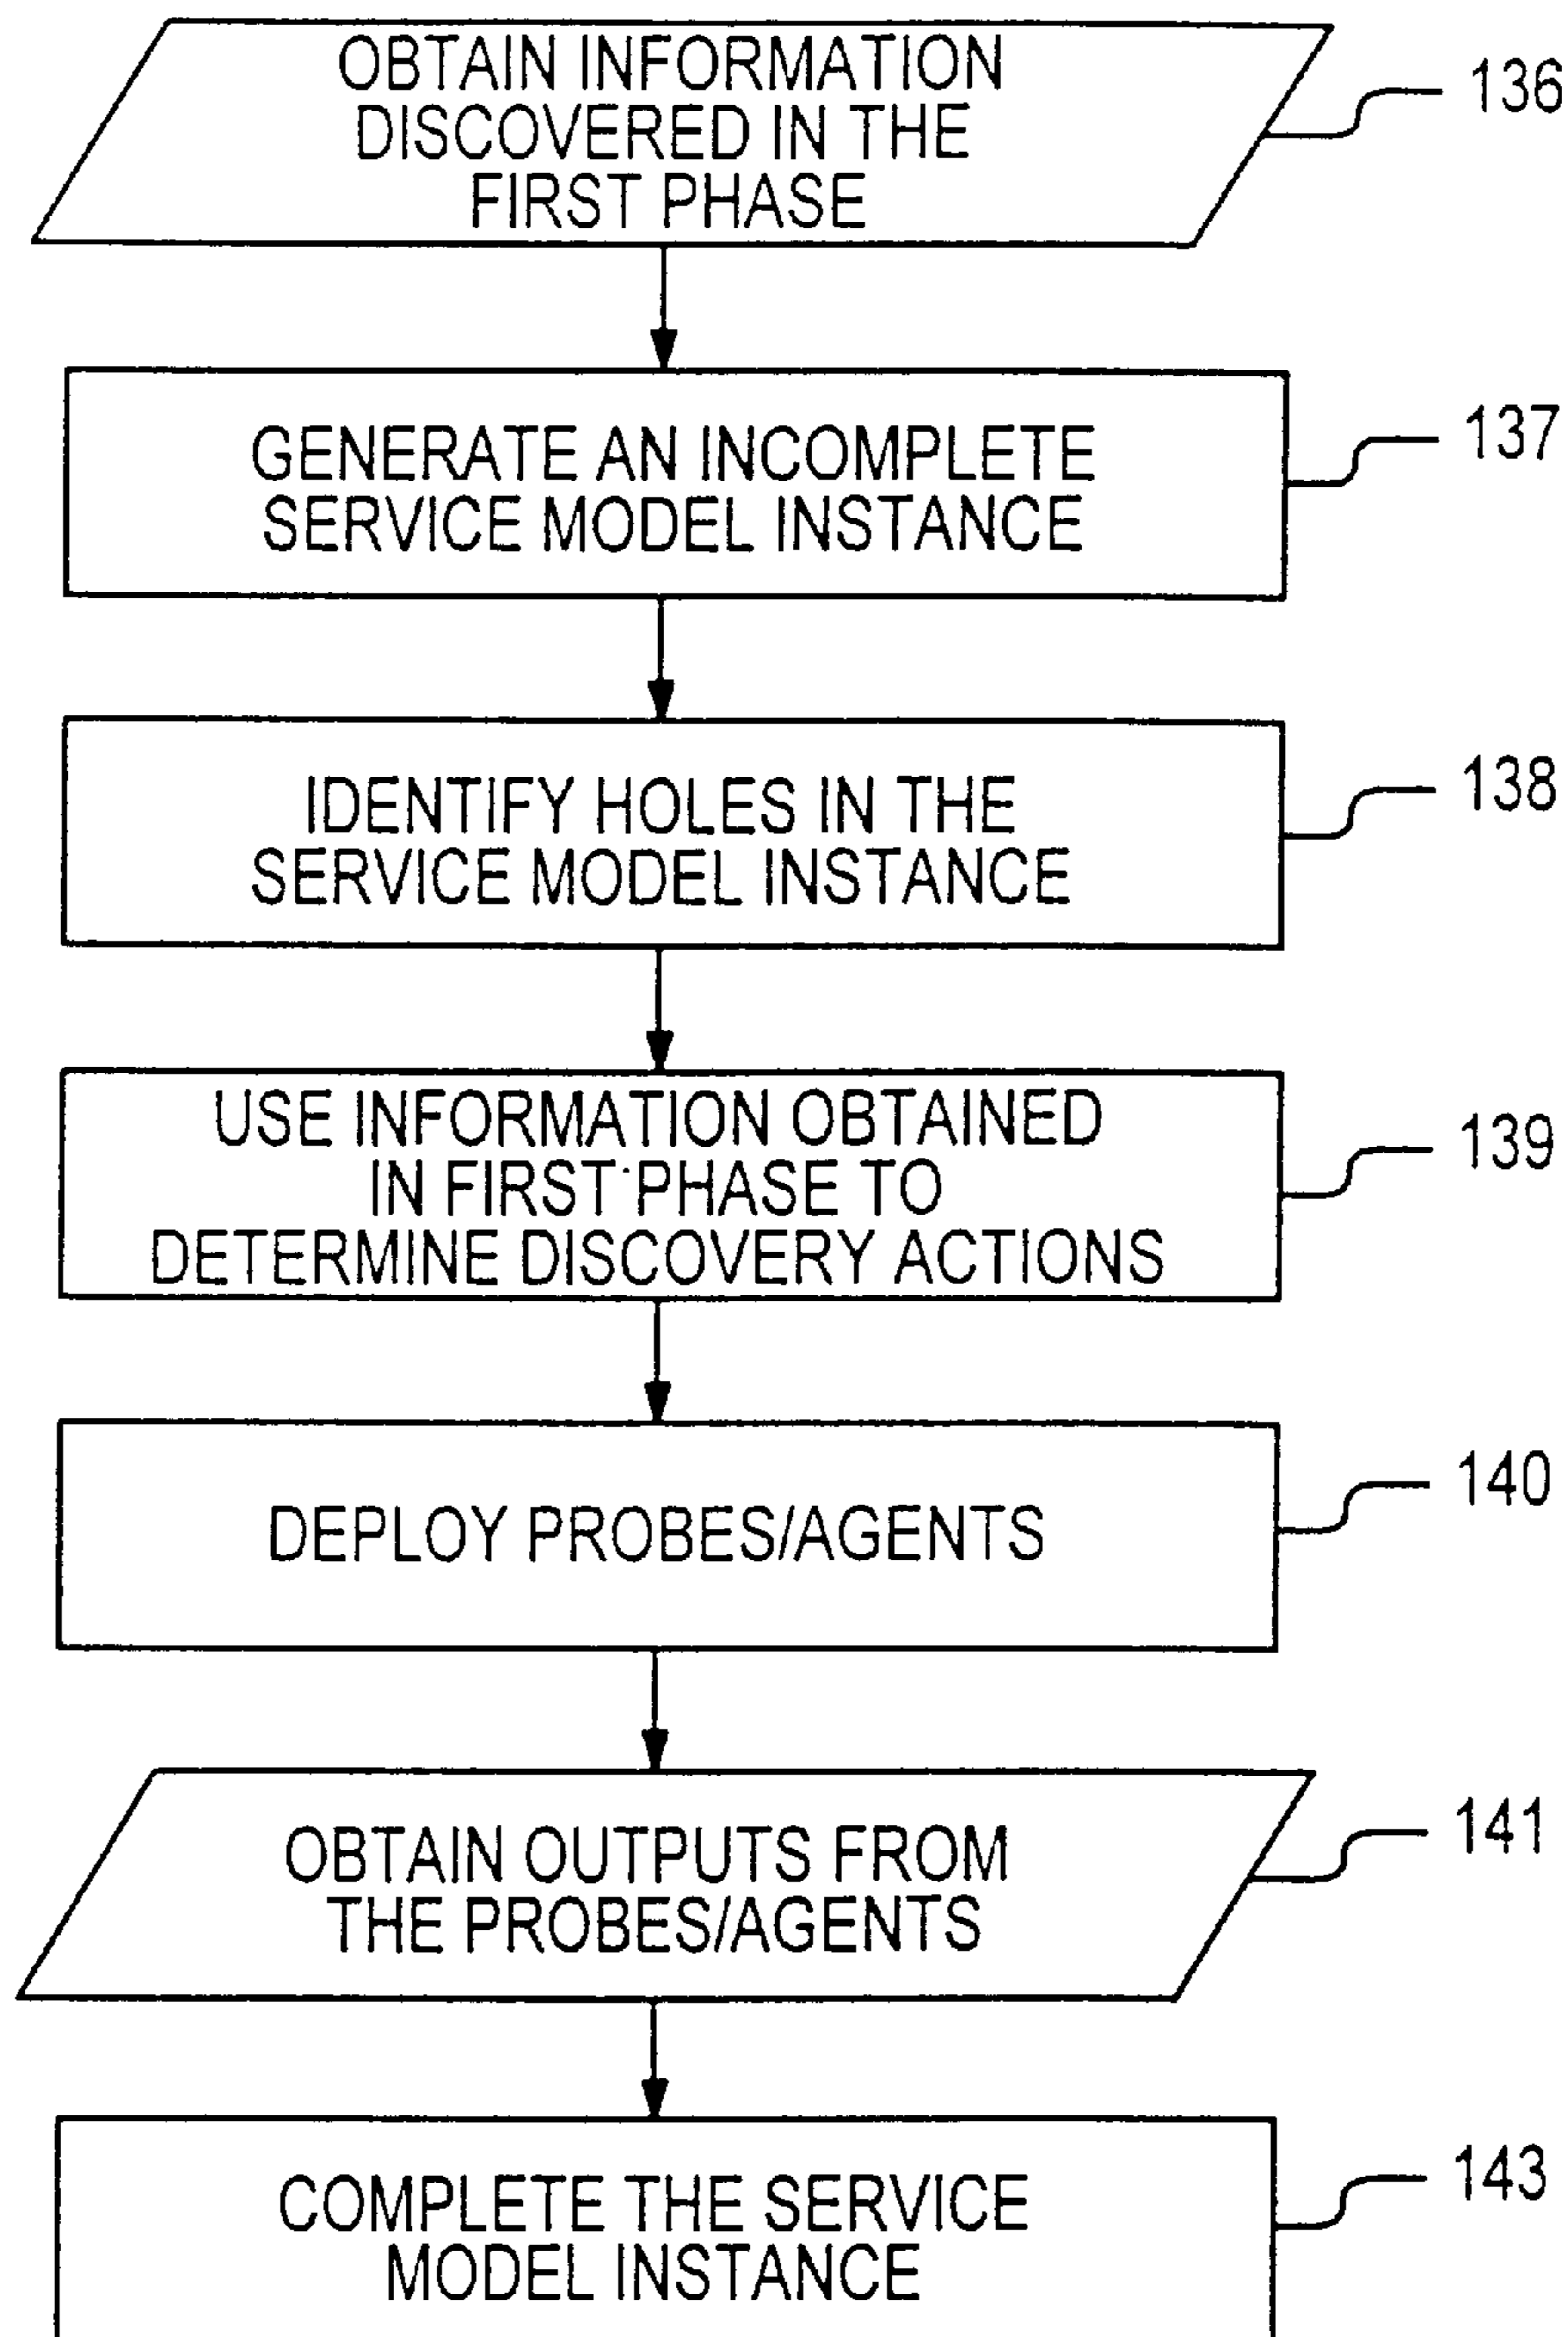 OBTAIN INFORMATION
DISCOVERED IN THE
FIRST PHASE
136
GENERATE AN INCOMPLETE
SERVICE MODEL INSTANCE
137
IDENTIFY HOLES IN THE
SERVICE MODEL INSTANCE
138
USE INFORMATION OBTAINED
IN FIRST PHASE TO
DETERMINE DISCOVERY ACTIONS
139
DEPLOY PROBES/AGENTS
140
OBTAIN OUTPUTS FROM
THE PROBES/AGENTS
141
COMPLETE THE SERVICE
MODEL INSTANCE
143